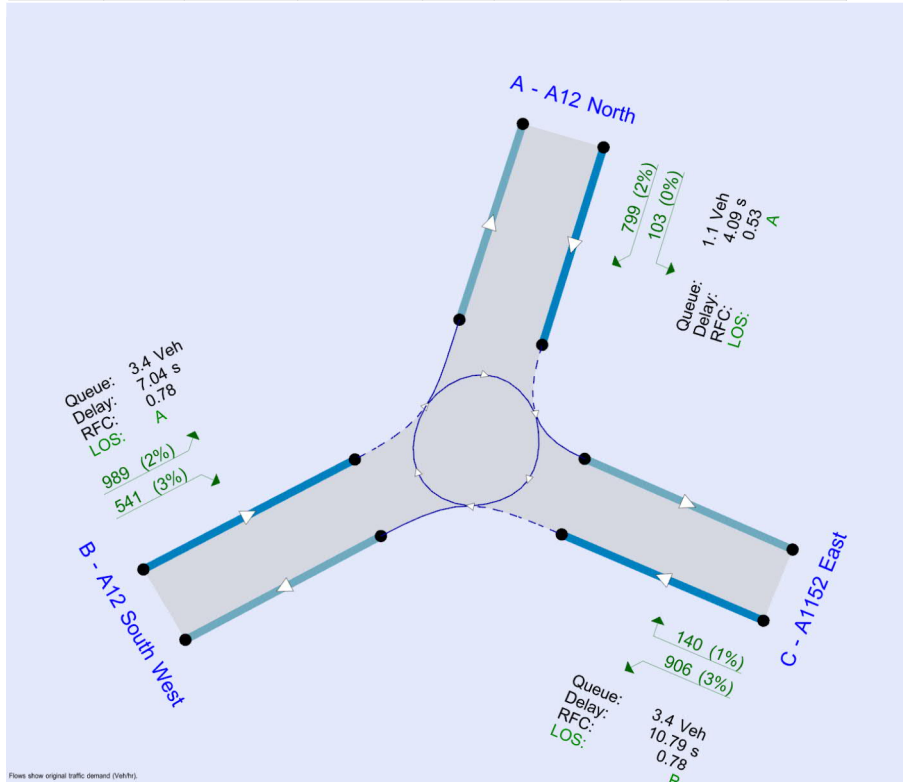 A - A12 North
799 (2%)
103 (0%)
Queue: 1.1 Veh
Delay: 4.09 s
RFC: 0.53
LOS: A
Queue: 3.4 Veh
Delay: 7.04 s
RFC: 0.78
LOS: A
989 (2%)
541 (3%)
B - A12 South West
C - A1152 East
140 (1%)
906 (3%)
Queue: 3.4 Veh
Delay: 10.79 s
RFC: 0.78
LOS:
Flows show original traffic demand (Veh/hr).